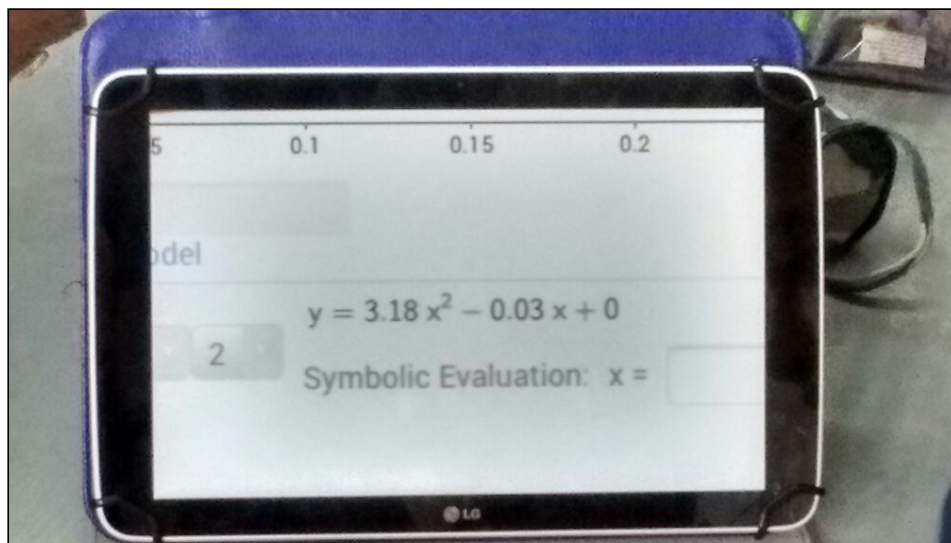 5 0.1 0.15 0.2
odel
y = 3.18 x² − 0.03 x + 0
2
Symbolic Evaluation: x =
LG